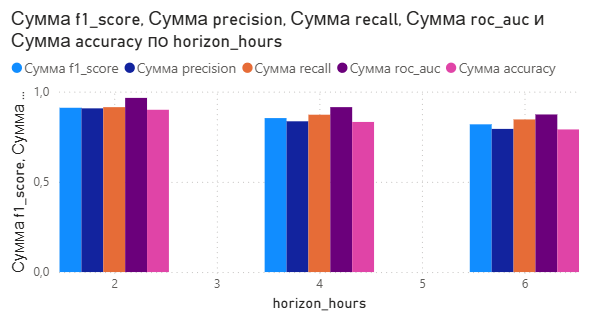 Сумма f1_score, Сумма precision, Сумма recall, Сумма roc_auc и
Сумма accuracy по horizon_hours
Сумма f1_score Сумма precision Сумма recall Сумма roc_auc Сумма accuracy
Сумма f1_score, Сумма ...
1,0
0,5
0,0
2 3 4 5 6
horizon_hours